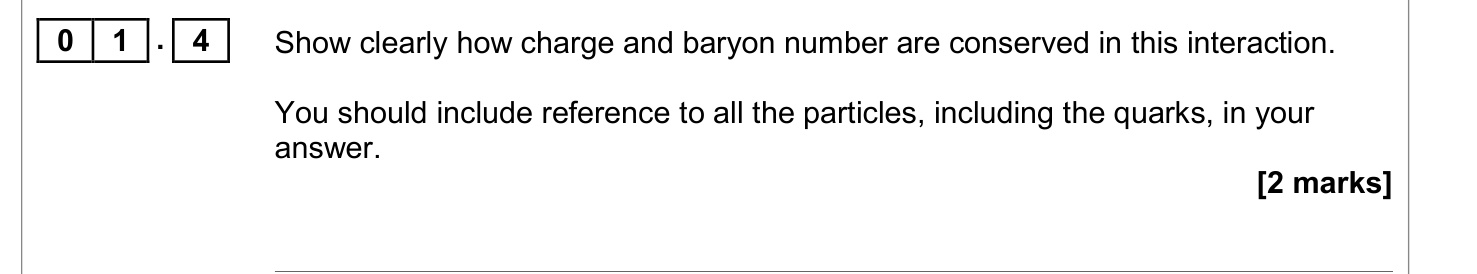 0 1 . 4 Show clearly how charge and baryon number are conserved in this interaction.
You should include reference to all the particles, including the quarks, in your
answer.
[2 marks]